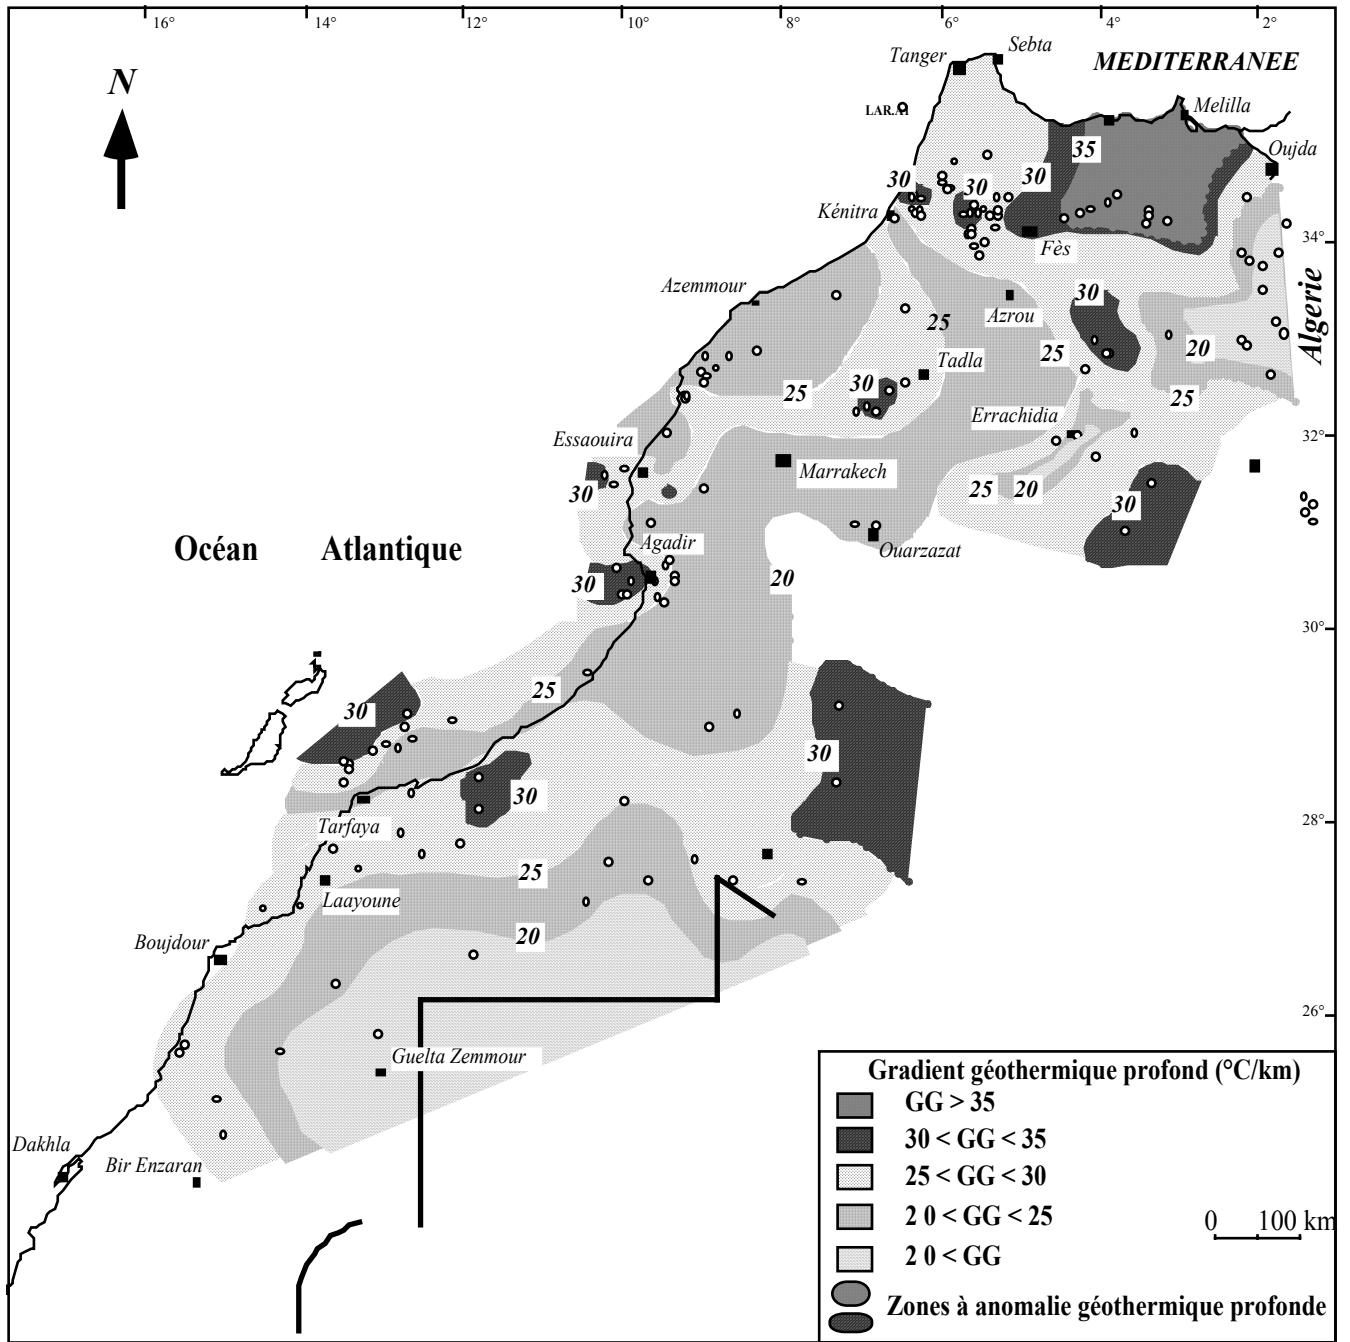 16° 14° 12° 10° 8° 6° 4° 2°
N
Tanger
Sebta
MEDITERRANEE
LAR.A1
Melilla
Oujda
35
30
30
30
Kénitra
34°
Fès
Algerie
Azemmour
30
Azrou
25
25
20
Tadla
30
25
25
Errachidia
32°
Essaouira
Marrakech
30
25
20
30
Océan Atlantique
Agadir
Ouarzazat
30
20
30°
25
30
30
30
28°
Tarfaya
25
Laayoune
20
Boujdour
26°
Guelta Zemmour
Dakhla
Bir Enzaran
Gradient géothermique profond (°C/km)
GG > 35
30 < GG < 35
25 < GG < 30
2 0 < GG < 25
2 0 < GG
0 100 km
Zones à anomalie géothermique profonde